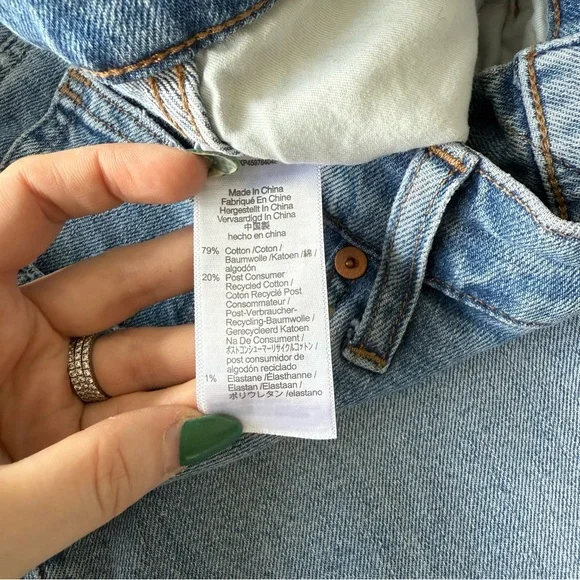 Made In China
Fabriqué En Chine
Hergestellt In China
Vervaardigd In China
中国製
hecho en china
79% Cotton /Coton /
Baumwolle /Katoen /綿 /
algodón
20% Post Consumer
Recycled Cotton /
Coton Recyclé Post
Consommateur /
Post-Verbraucher-
Recycling-Baumwolle /
Gerecycleerd Katoen
Na De Consument /
ポストコンシューマーリサイクルコットン /
post consumidor de
algodón reciclado
1% Elastane /Élasthanne /
Elastan /Elastaan /
ポリウレタン /elastano